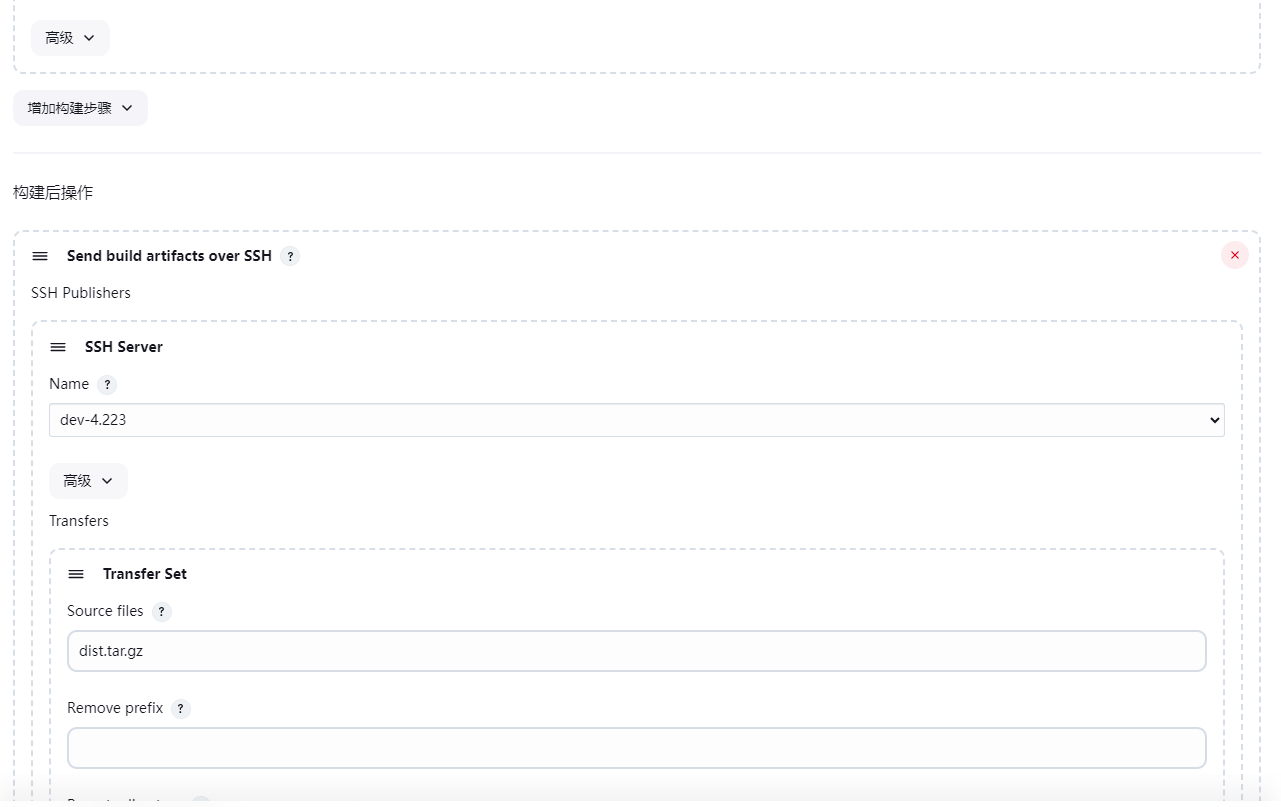 高级
增加构建步骤
构建后操作
Send build artifacts over SSH ?
SSH Publishers
SSH Server
Name ?
dev-4.223
高级
Transfers
Transfer Set
Source files ?
dist.tar.gz
Remove prefix ?